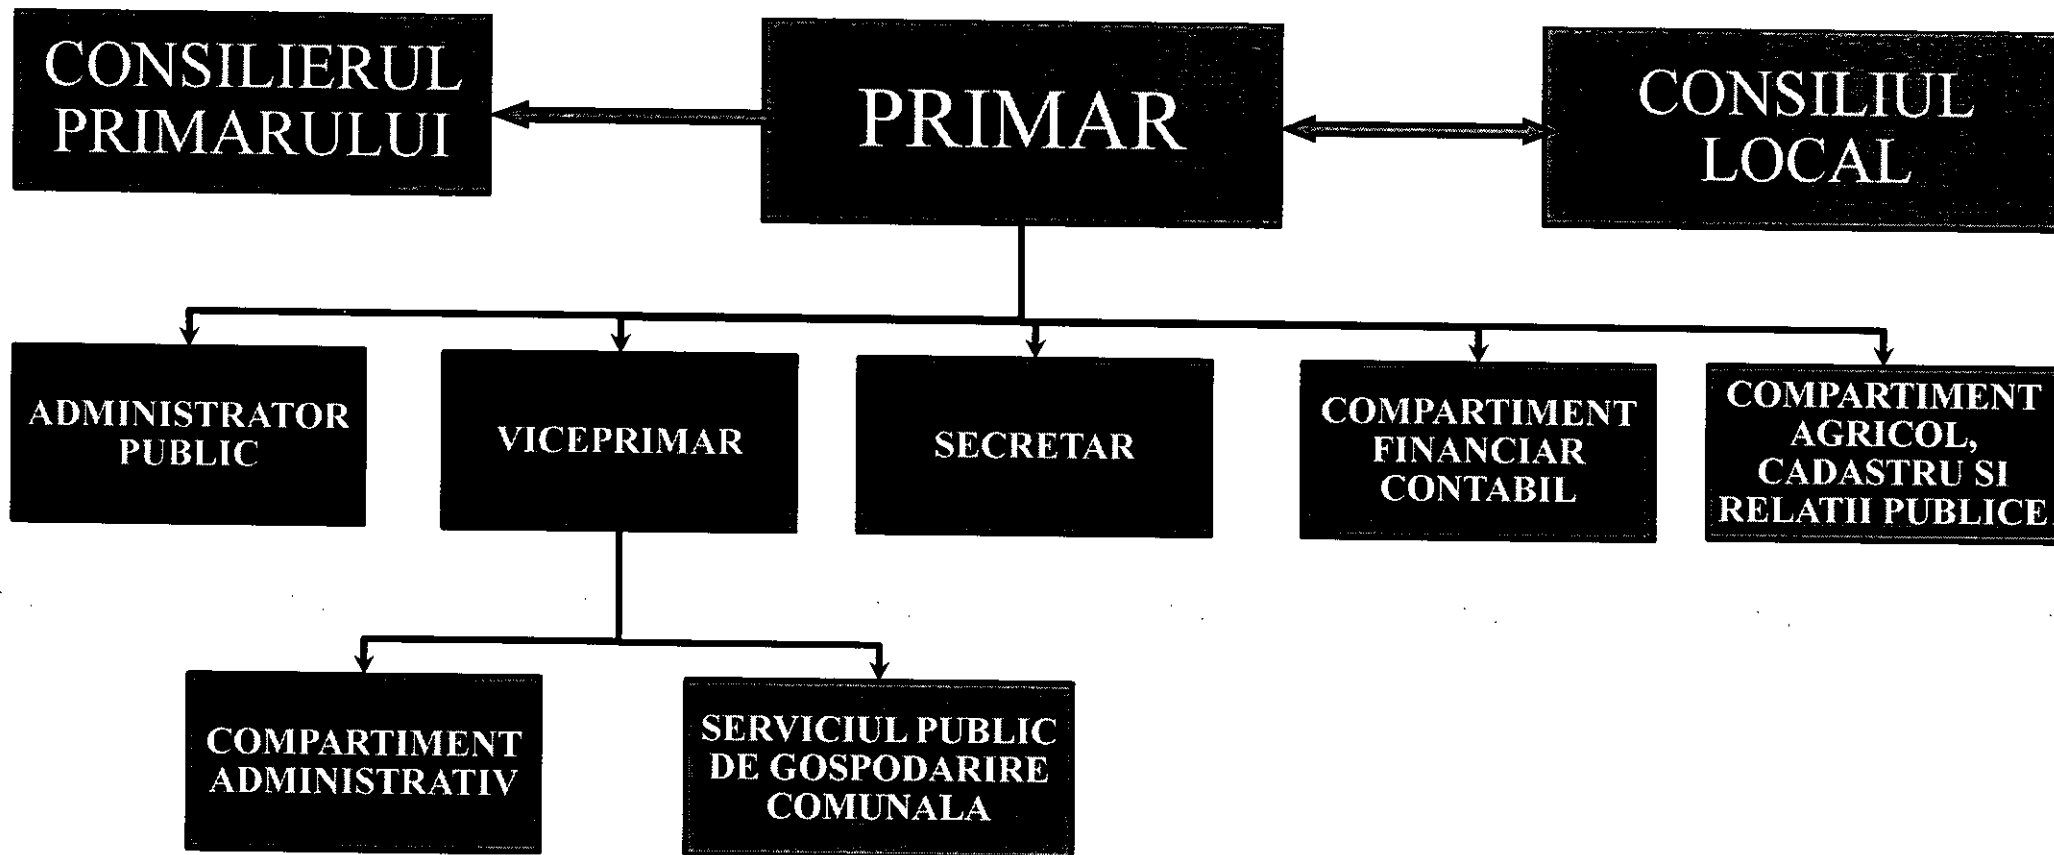 CONSILIERUL
PRIMARULUI
PRIMAR
CONSILIUL
LOCAL
ADMINISTRATOR
PUBLIC
VICEPRIMAR
SECRETAR
COMPARTIMENT
FINANCIAR
CONTABIL
COMPARTIMENT
AGRICOL,
CADASTRU SI
RELATII PUBLICE
COMPARTIMENT
ADMINISTRATIV
SERVICIUL PUBLIC
DE GOSPODARIRE
COMUNALA